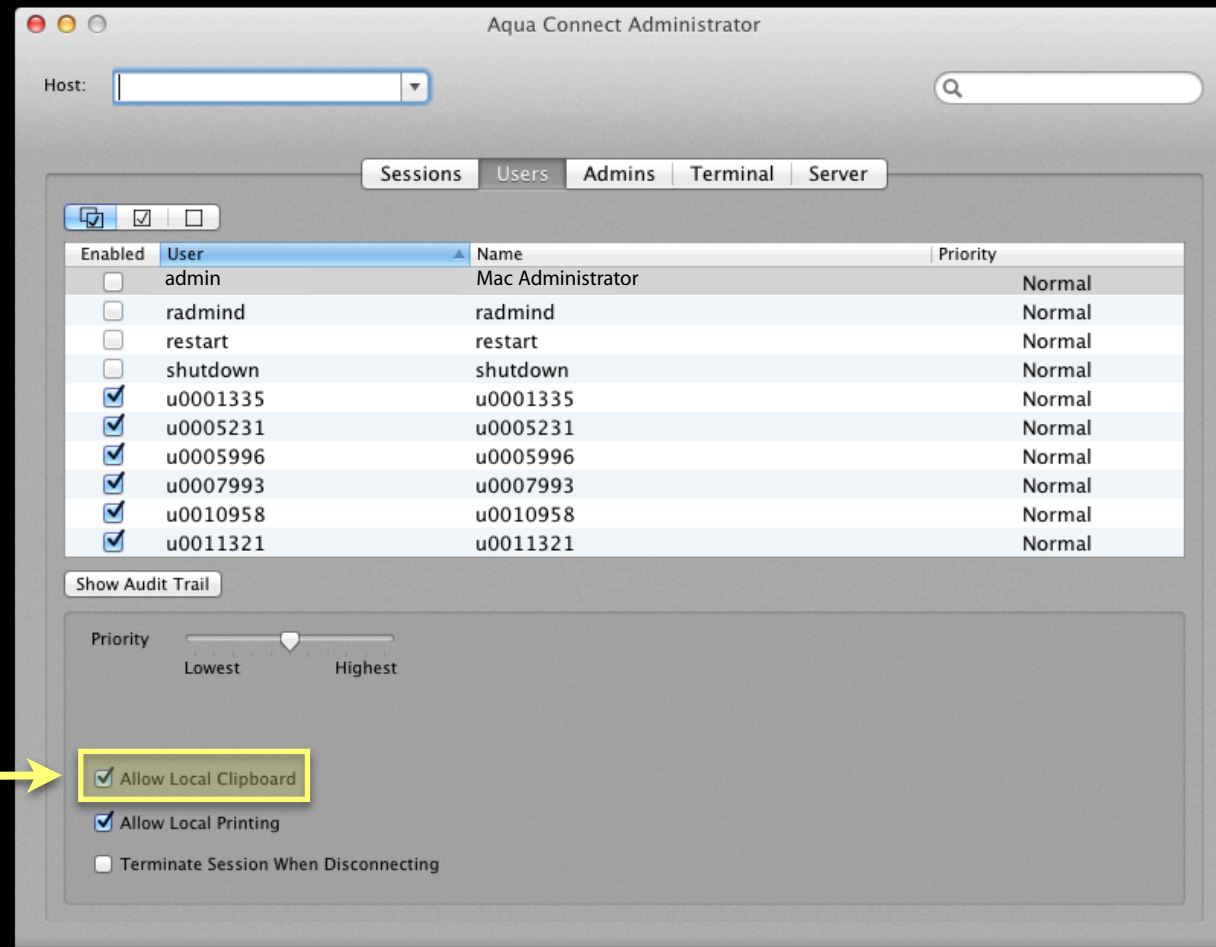 Aqua Connect Administrator
Host:
Sessions Users Admins Terminal Server
Enabled User Name Priority
admin Mac Administrator Normal
radmind radmind Normal
restart restart Normal
shutdown shutdown Normal
u0001335 u0001335 Normal
u0005231 u0005231 Normal
u0005996 u0005996 Normal
u0007993 u0007993 Normal
u0010958 u0010958 Normal
u0011321 u0011321 Normal
Show Audit Trail
Priority
Lowest Highest
Allow Local Clipboard
Allow Local Printing
Terminate Session When Disconnecting